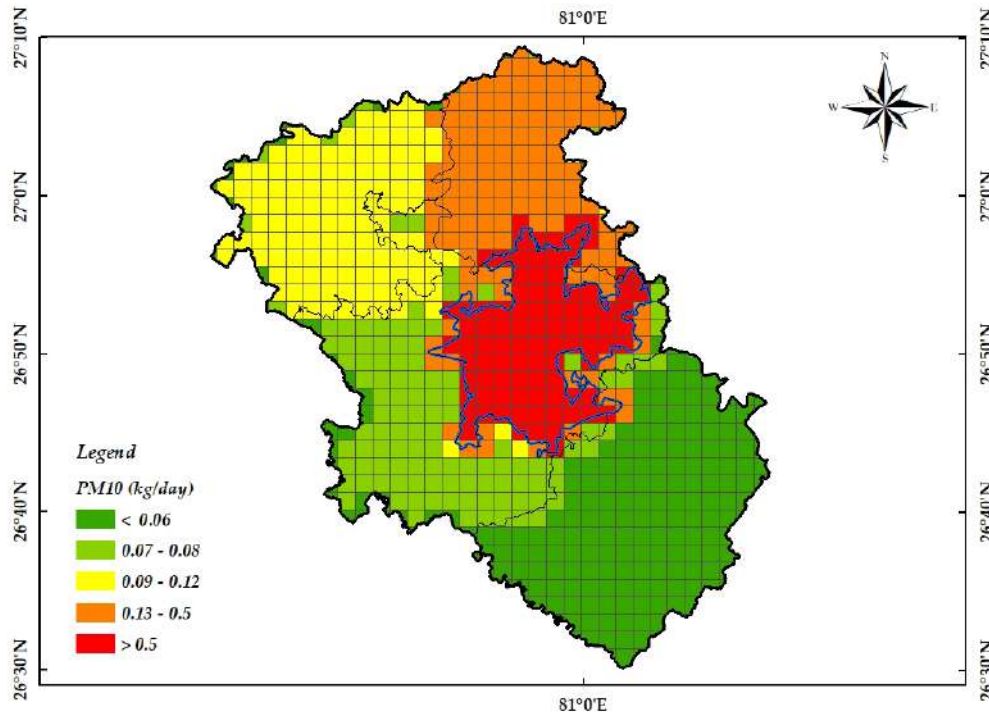 81°0'E
27°10'N
27°10'N
N
W
E
S
27°0'N
27°0'N
26°50'N
26°50'N
Legend
PM10 (kg/day)
< 0.06
0.07 - 0.08
0.09 - 0.12
0.13 - 0.5
> 0.5
26°40'N
26°40'N
26°30'N
26°30'N
81°0'E